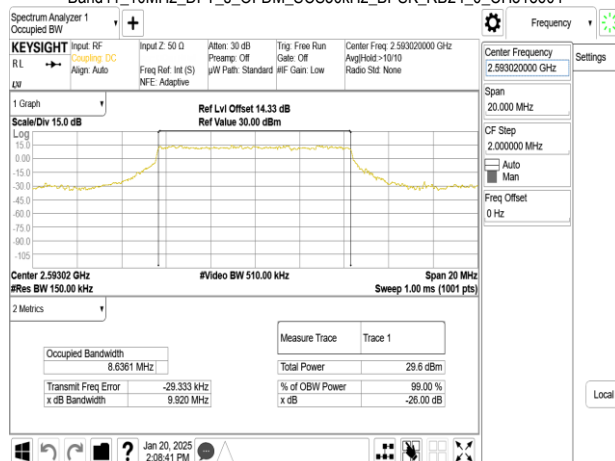 Spectrum Analyzer 1
Occupied BW
Frequency
KEYSIGHT Input: RF Input Z: 50 Ω Atten: 30 dB Trig: Free Run Center Freq: 2.593020000 GHz
RL Coupling: DC Preamp: Off Gate: Off Avg|Hold:>10/10
Align: Auto Freq Ref: Int (S) µW Path: Standard #IF Gain: Low Radio Std: None
NFE: Adaptive
LXI
Center Frequency
2.593020000 GHz
Settings
Span
20.000 MHz
CF Step
2.000000 MHz
Auto
Man
Freq Offset
0 Hz
Local
1 Graph
Ref Lvl Offset 14.33 dB
Scale/Div 15.0 dB Ref Value 30.00 dBm
Log
15.0
0.00
-15.0
-30.0
-45.0
-60.0
-75.0
-90.0
-105
Center 2.59302 GHz #Video BW 510.00 kHz Span 20 MHz
#Res BW 150.00 kHz Sweep 1.00 ms (1001 pts)
2 Metrics
Measure Trace Trace 1
Occupied Bandwidth
8.6361 MHz
Total Power 29.6 dBm
Transmit Freq Error -29.333 kHz % of OBW Power 99.00 %
x dB Bandwidth 9.920 MHz x dB -26.00 dB
Jan 20, 2025
2:08:41 PM